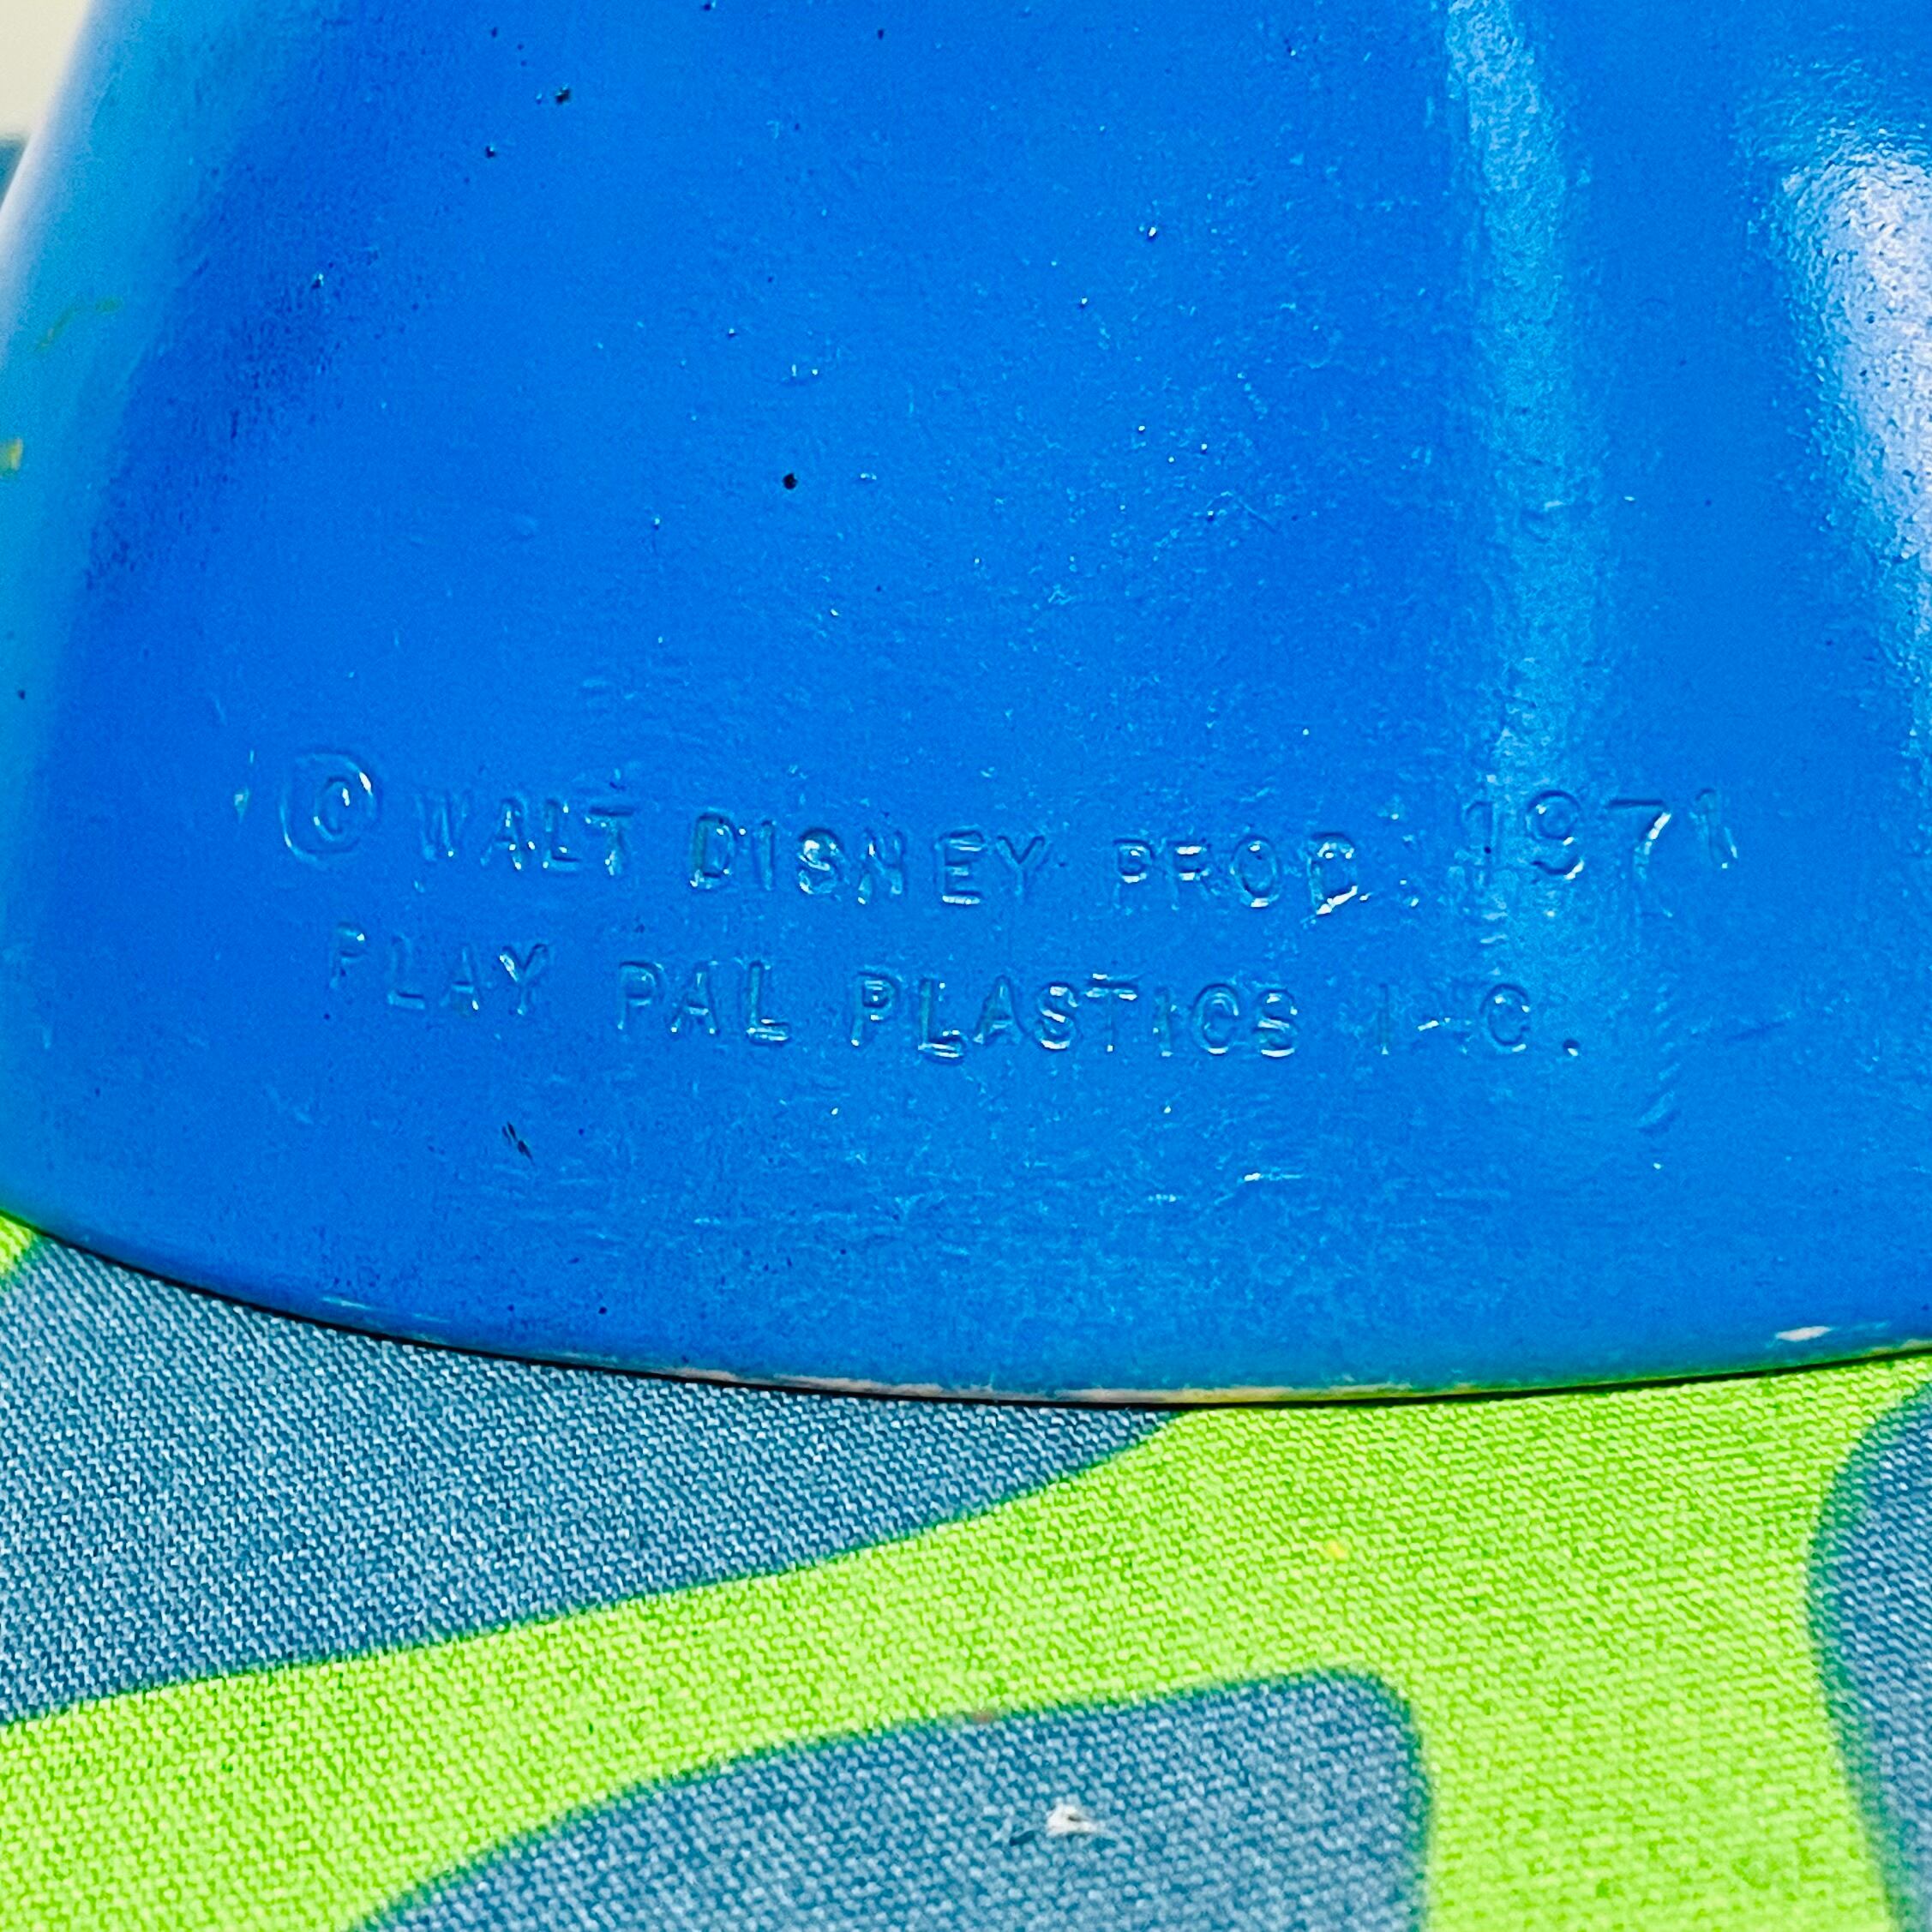 © WALT DISNEY PROD. 1971
PLAY PAL PLASTICS INC.